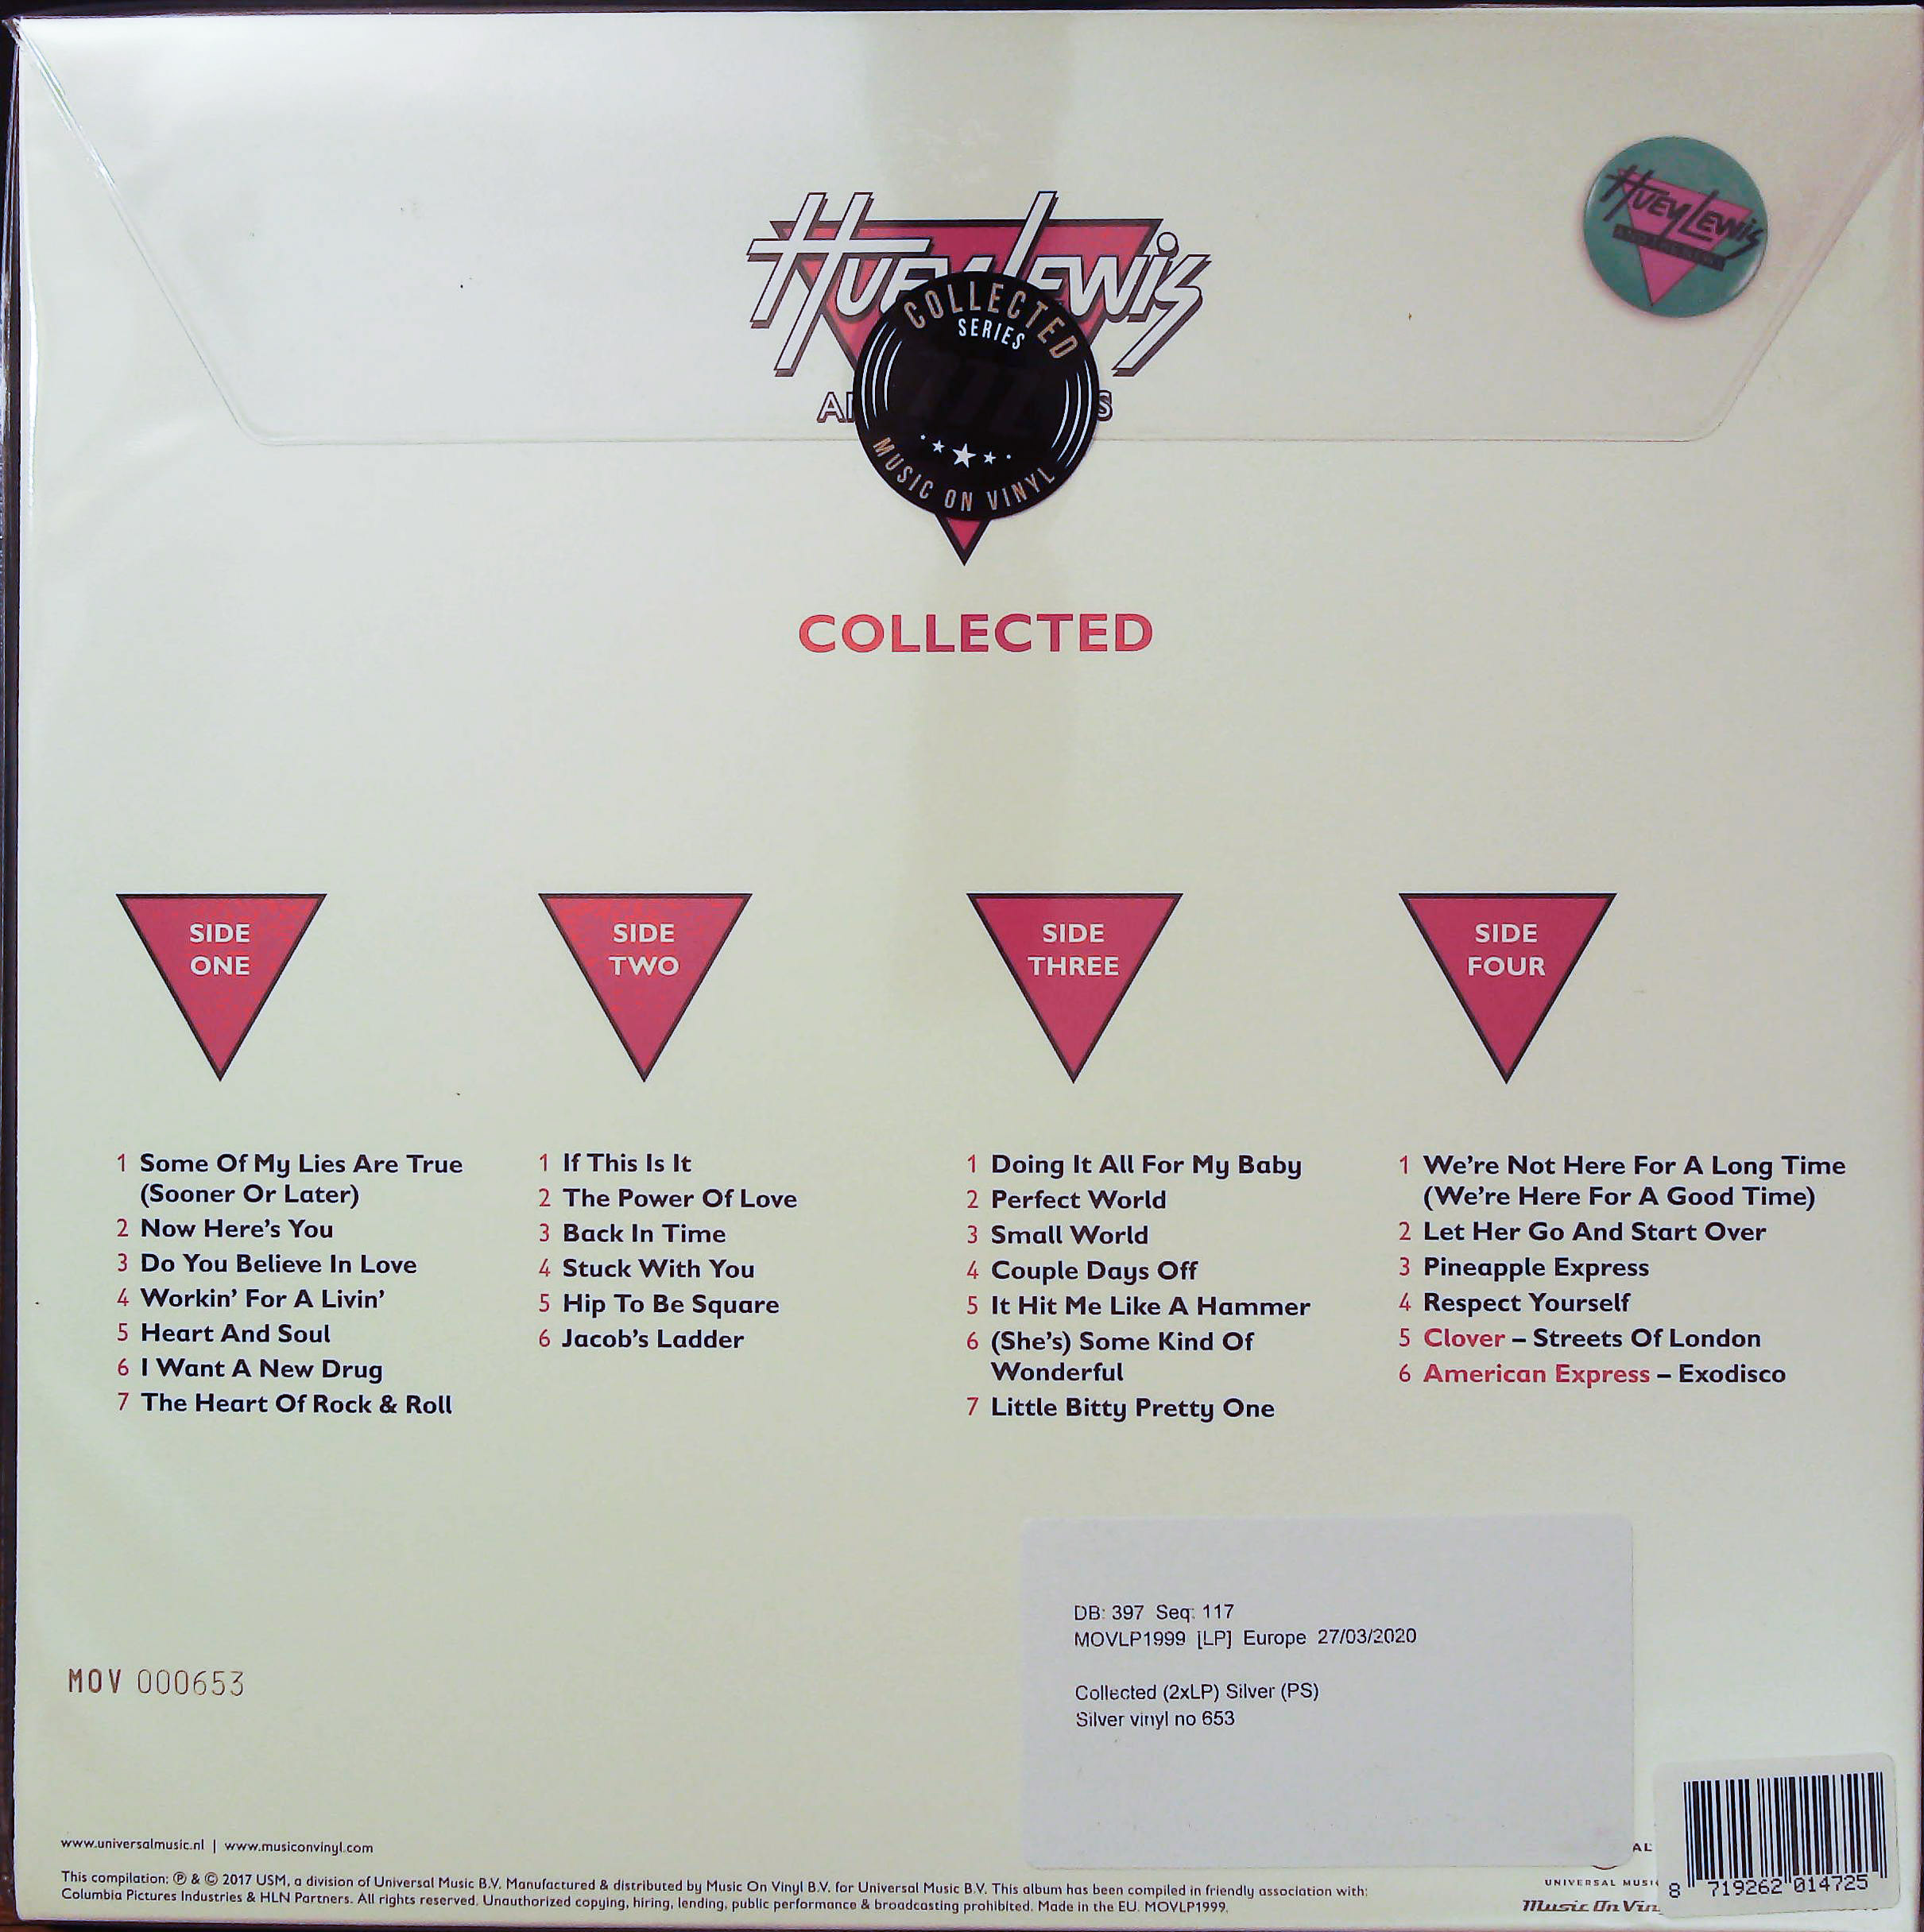 HUEY LEWIS
COLLECTED
SERIES
MUSIC ON VINYL
HUEY LEWIS
COLLECTED
SIDE
ONE
1 Some Of My Lies Are True
(Sooner Or Later)
2 Now Here's You
3 Do You Believe In Love
4 Workin' For A Livin'
5 Heart And Soul
6 I Want A New Drug
7 The Heart Of Rock & Roll
SIDE
TWO
1 If This Is It
2 The Power Of Love
3 Back In Time
4 Stuck With You
5 Hip To Be Square
6 Jacob's Ladder
SIDE
THREE
1 Doing It All For My Baby
2 Perfect World
3 Small World
4 Couple Days Off
5 It Hit Me Like A Hammer
6 (She's) Some Kind Of
Wonderful
7 Little Bitty Pretty One
SIDE
FOUR
1 We're Not Here For A Long Time
(We're Here For A Good Time)
2 Let Her Go And Start Over
3 Pineapple Express
4 Respect Yourself
5 Clover – Streets Of London
6 American Express – Exodisco
MOV 000653
DB: 397 Seq: 117
MOVLP1999 [LP] Europe 27/03/2020
Collected (2xLP) Silver (PS)
Silver vinyl no 653
www.universalmusic.nl | www.musiconvinyl.com
This compilation: ℗ & © 2017 USM, a division of Universal Music B.V. Manufactured & distributed by Music On Vinyl B.V. for Universal Music B.V. This album has been compiled in friendly association with:
Columbia Pictures Industries & HLN Partners. All rights reserved. Unauthorized copying, hiring, lending, public performance & broadcasting prohibited. Made in the EU. MOVLP1999.
UNIVERSAL
Music On
8 719262 014725